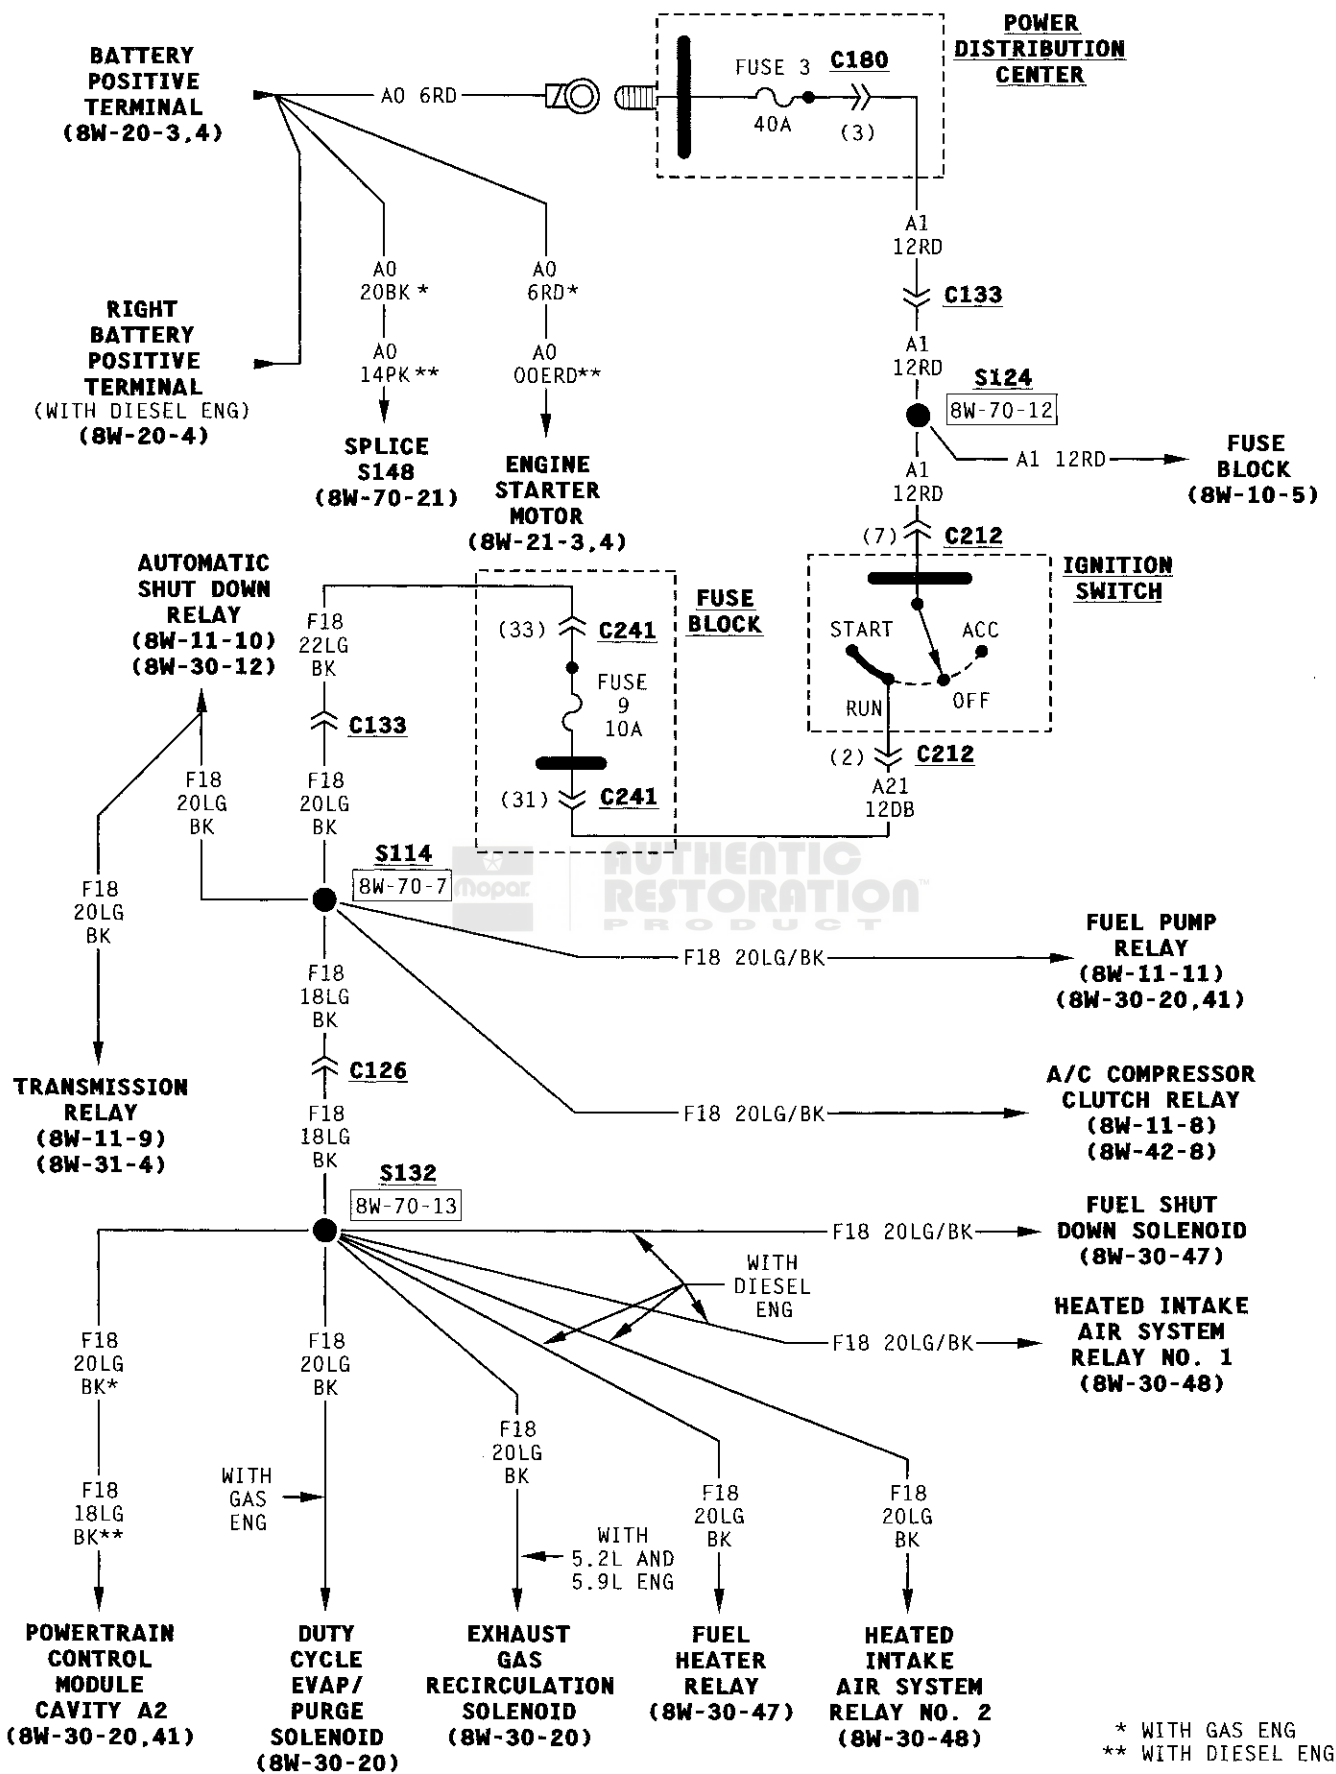 POWER
DISTRIBUTION
CENTER
BATTERY
POSITIVE
TERMINAL
(8W-20-3,4)
A0 6RD
FUSE 3
C180
40A
(3)
A1
12RD
C133
A1
12RD
S124
8W-70-12
A1 12RD
FUSE
BLOCK
(8W-10-5)
A1
12RD
(7)
C212
RIGHT
BATTERY
POSITIVE
TERMINAL
(WITH DIESEL ENG)
(8W-20-4)
A0
20BK *
A0
14PK **
SPLICE
S148
(8W-70-21)
A0
6RD*
A0
00ERD**
ENGINE
STARTER
MOTOR
(8W-21-3,4)
IGNITION
SWITCH
START
ACC
RUN
OFF
(2)
C212
A21
12DB
FUSE
BLOCK
(33)
C241
FUSE
9
10A
(31)
C241
AUTOMATIC
SHUT DOWN
RELAY
(8W-11-10)
(8W-30-12)
F18
22LG
BK
C133
F18
20LG
BK
F18
20LG
BK
S114
8W-70-7
Mopar
AUTHENTIC
RESTORATION™
PRODUCT
F18
20LG
BK
F18 20LG/BK
FUEL PUMP
RELAY
(8W-11-11)
(8W-30-20,41)
F18
18LG
BK
C126
TRANSMISSION
RELAY
(8W-11-9)
(8W-31-4)
F18 20LG/BK
A/C COMPRESSOR
CLUTCH RELAY
(8W-11-8)
(8W-42-8)
F18
18LG
BK
S132
8W-70-13
F18 20LG/BK
FUEL SHUT
DOWN SOLENOID
(8W-30-47)
WITH
DIESEL
ENG
F18 20LG/BK
HEATED INTAKE
AIR SYSTEM
RELAY NO. 1
(8W-30-48)
F18
20LG
BK*
F18
18LG
BK**
F18
20LG
BK
WITH
GAS
ENG
F18
20LG
BK
WITH
5.2L AND
5.9L ENG
F18
20LG
BK
F18
20LG
BK
POWERTRAIN
CONTROL
MODULE
CAVITY A2
(8W-30-20,41)
DUTY
CYCLE
EVAP/
PURGE
SOLENOID
(8W-30-20)
EXHAUST
GAS
RECIRCULATION
SOLENOID
(8W-30-20)
FUEL
HEATER
RELAY
(8W-30-47)
HEATED
INTAKE
AIR SYSTEM
RELAY NO. 2
(8W-30-48)
* WITH GAS ENG
** WITH DIESEL ENG